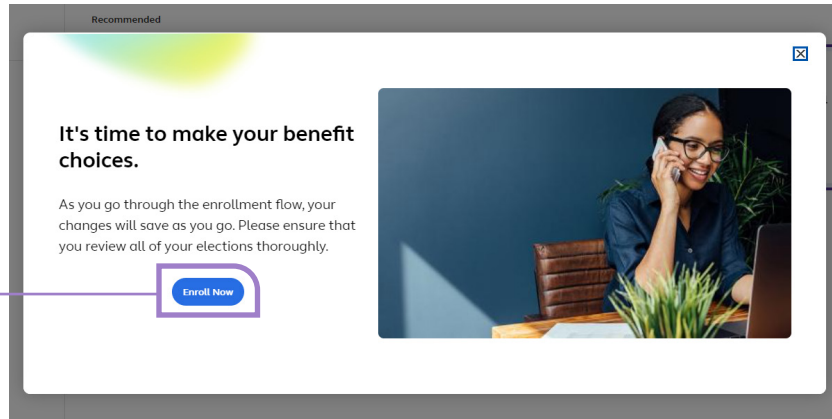 Recommended
It's time to make your benefit
choices.
As you go through the enrollment flow, your
changes will save as you go. Please ensure that
you review all of your elections thoroughly.
Enroll Now